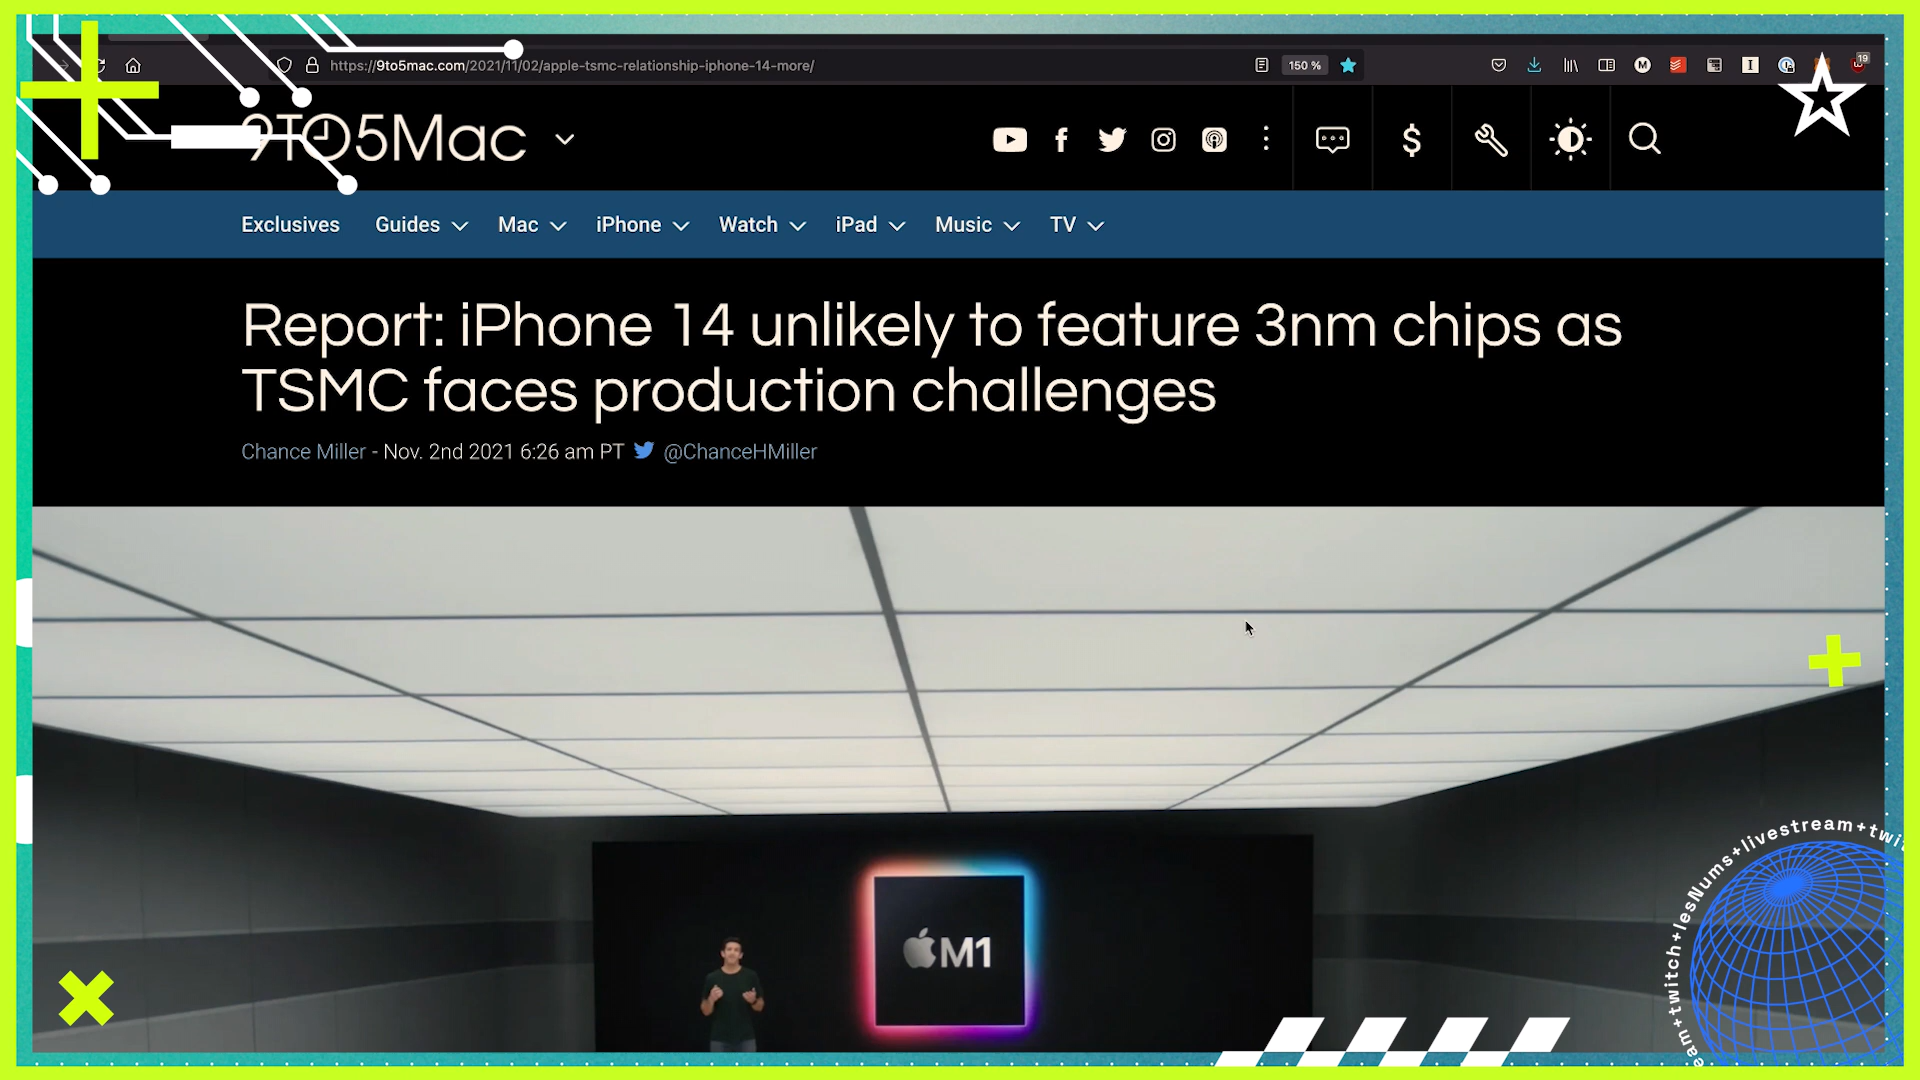 https://9to5mac.com/2021/11/02/apple-tsmc-relationship-iphone-14-more/
150 %
19
9TO5Mac
Exclusives
Guides
Mac
iPhone
Watch
iPad
Music
TV
Report: iPhone 14 unlikely to feature 3nm chips as
TSMC faces production challenges
Chance Miller - Nov. 2nd 2021 6:26 am PT @ChanceHMiller
M1
eam+twitch+lesNums+livestream+twi